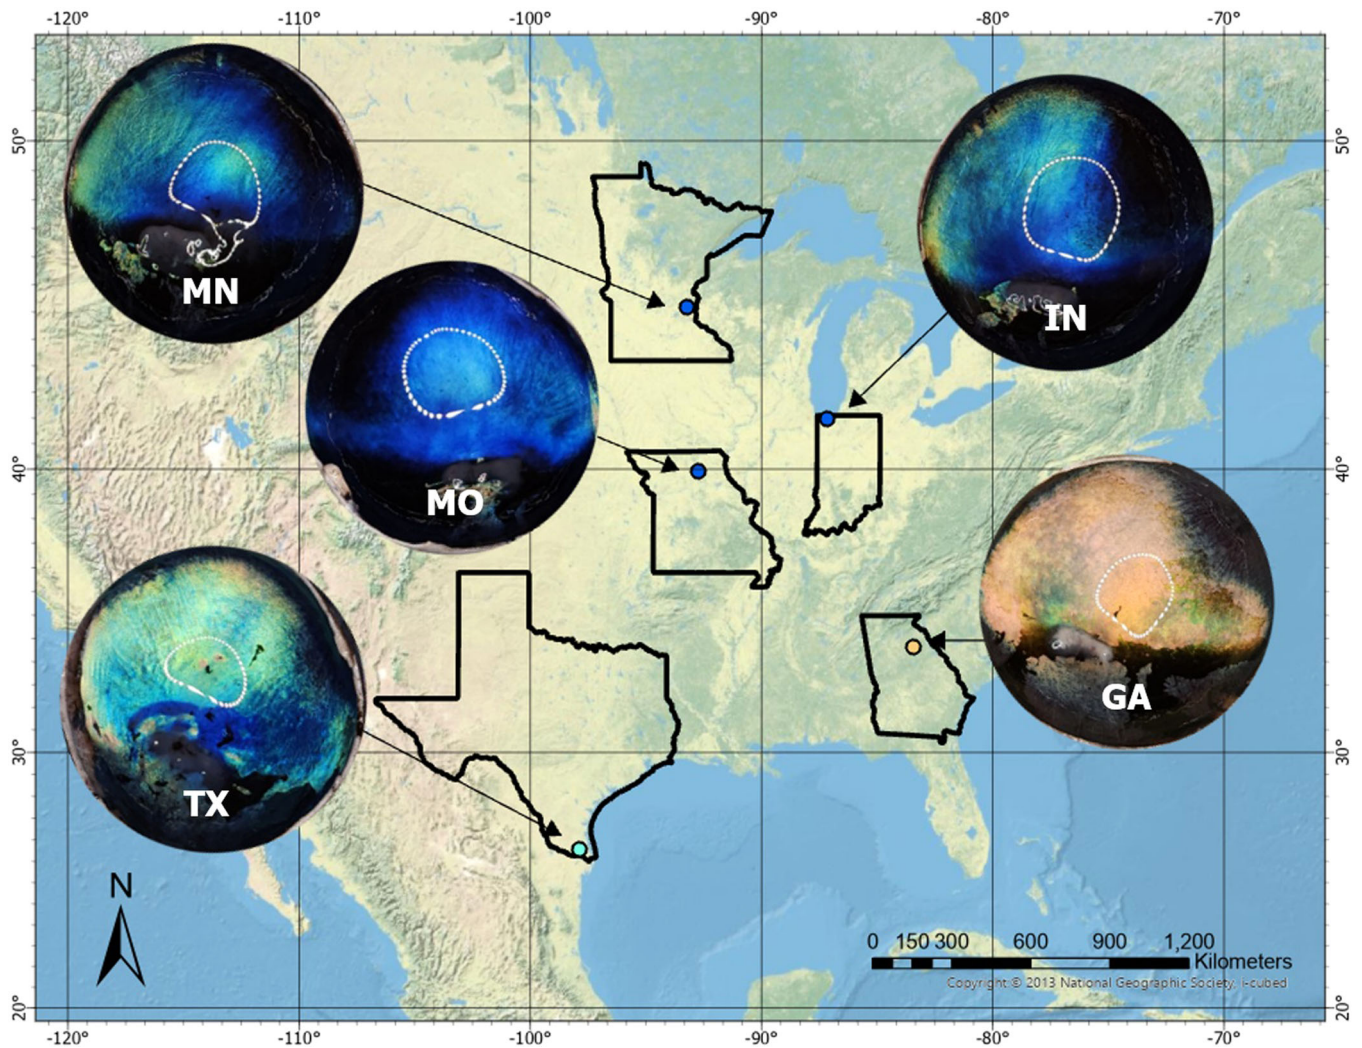 -120° -110° -100° -90° -80° -70°
50° 50°
MN
IN
MO
40° 40°
GA
TX
30° 30°
N
0 150 300 600 900 1,200
Kilometers
Copyright:© 2013 National Geographic Society, i-cubed
20° 20°
-120° -110° -100° -90° -80° -70°